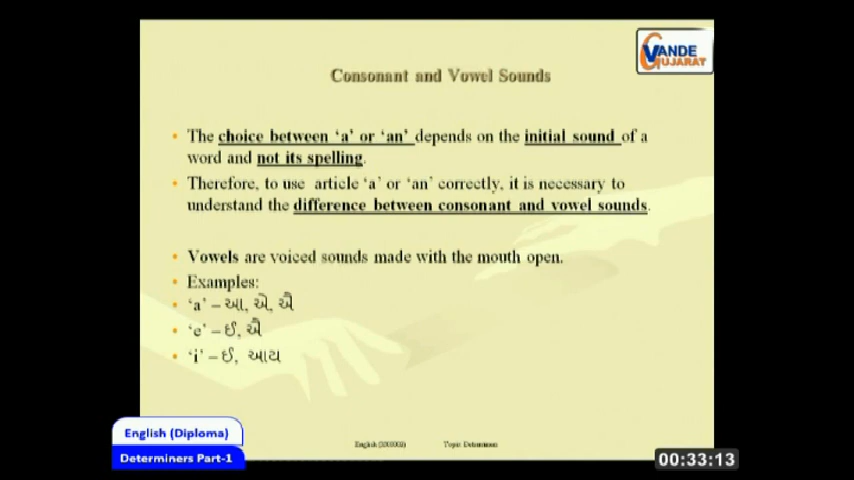 VANDE
GUJARAT
Consonant and Vowel Sounds
• The choice between ‘a’ or ‘an’ depends on the initial sound of a
word and not its spelling.
• Therefore, to use article ‘a’ or ‘an’ correctly, it is necessary to
understand the difference between consonant and vowel sounds.
• Vowels are voiced sounds made with the mouth open.
• Examples:
• ‘a’ – આ, એ, ઐ
• ‘e’ – ઈ, ઐ
• ‘i’ – ઈ, આય
English (Diploma)
Determiners Part-1
English Topic: Determiners
00:33:13